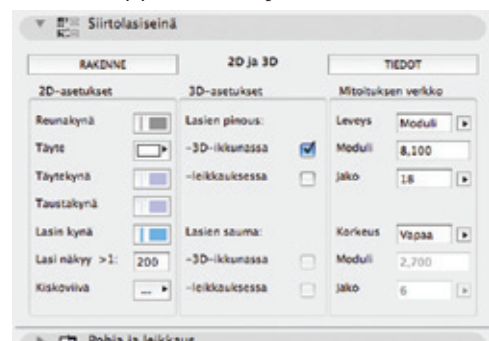 Siirtolasiseinä
RAKENNE 2D ja 3D TIEDOT
2D-asetukset 3D-asetukset Mitoituksen verkko
Reunakynä Lasien pinous: Leveys Moduli
Täyte -3D-ikkunassa Moduli 8,100
Täytekynä -leikkauksessa Jako 18
Taustakynä
Lasin kynä Lasien sauma: Korkeus Vapaa
Lasi näkyy >1: 200 -3D-ikkunassa Moduli 2,700
Kiskoviiva ... -leikkauksessa Jako 6
Pohja ja leikkaus